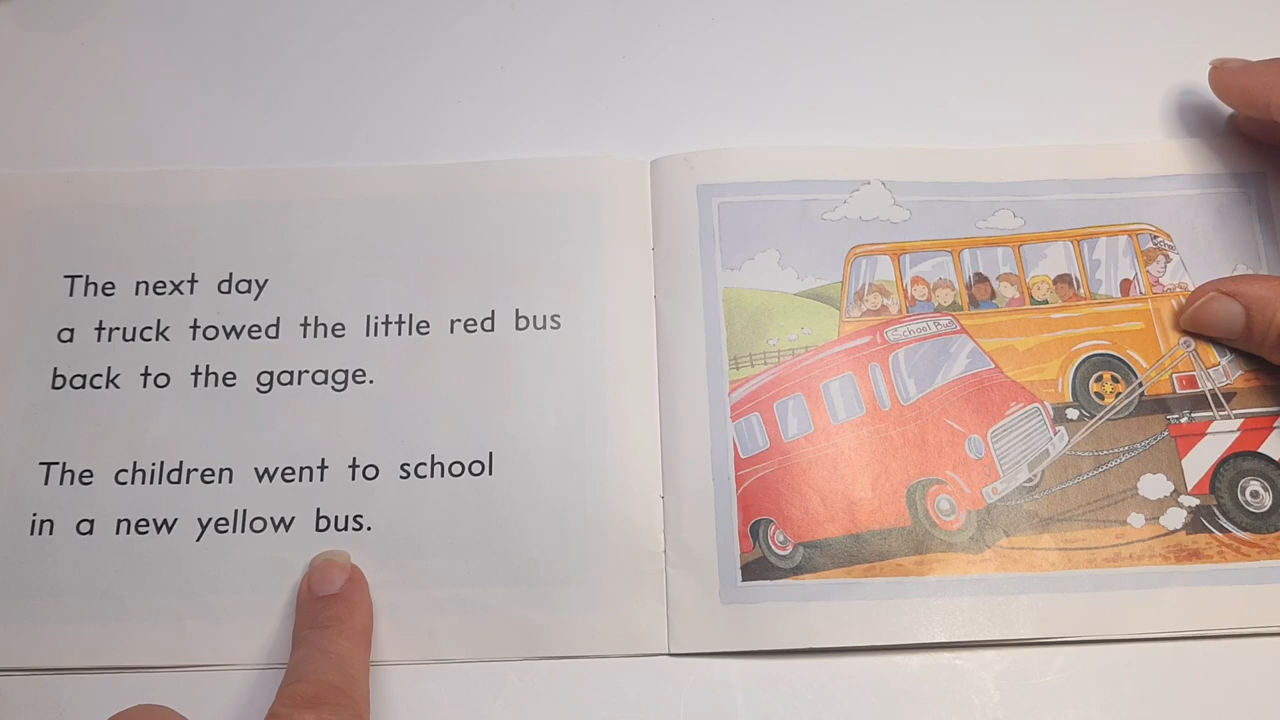 The next day
a truck towed the little red bus
back to the garage.
The children went to school
in a new yellow bus.
School Bus
School